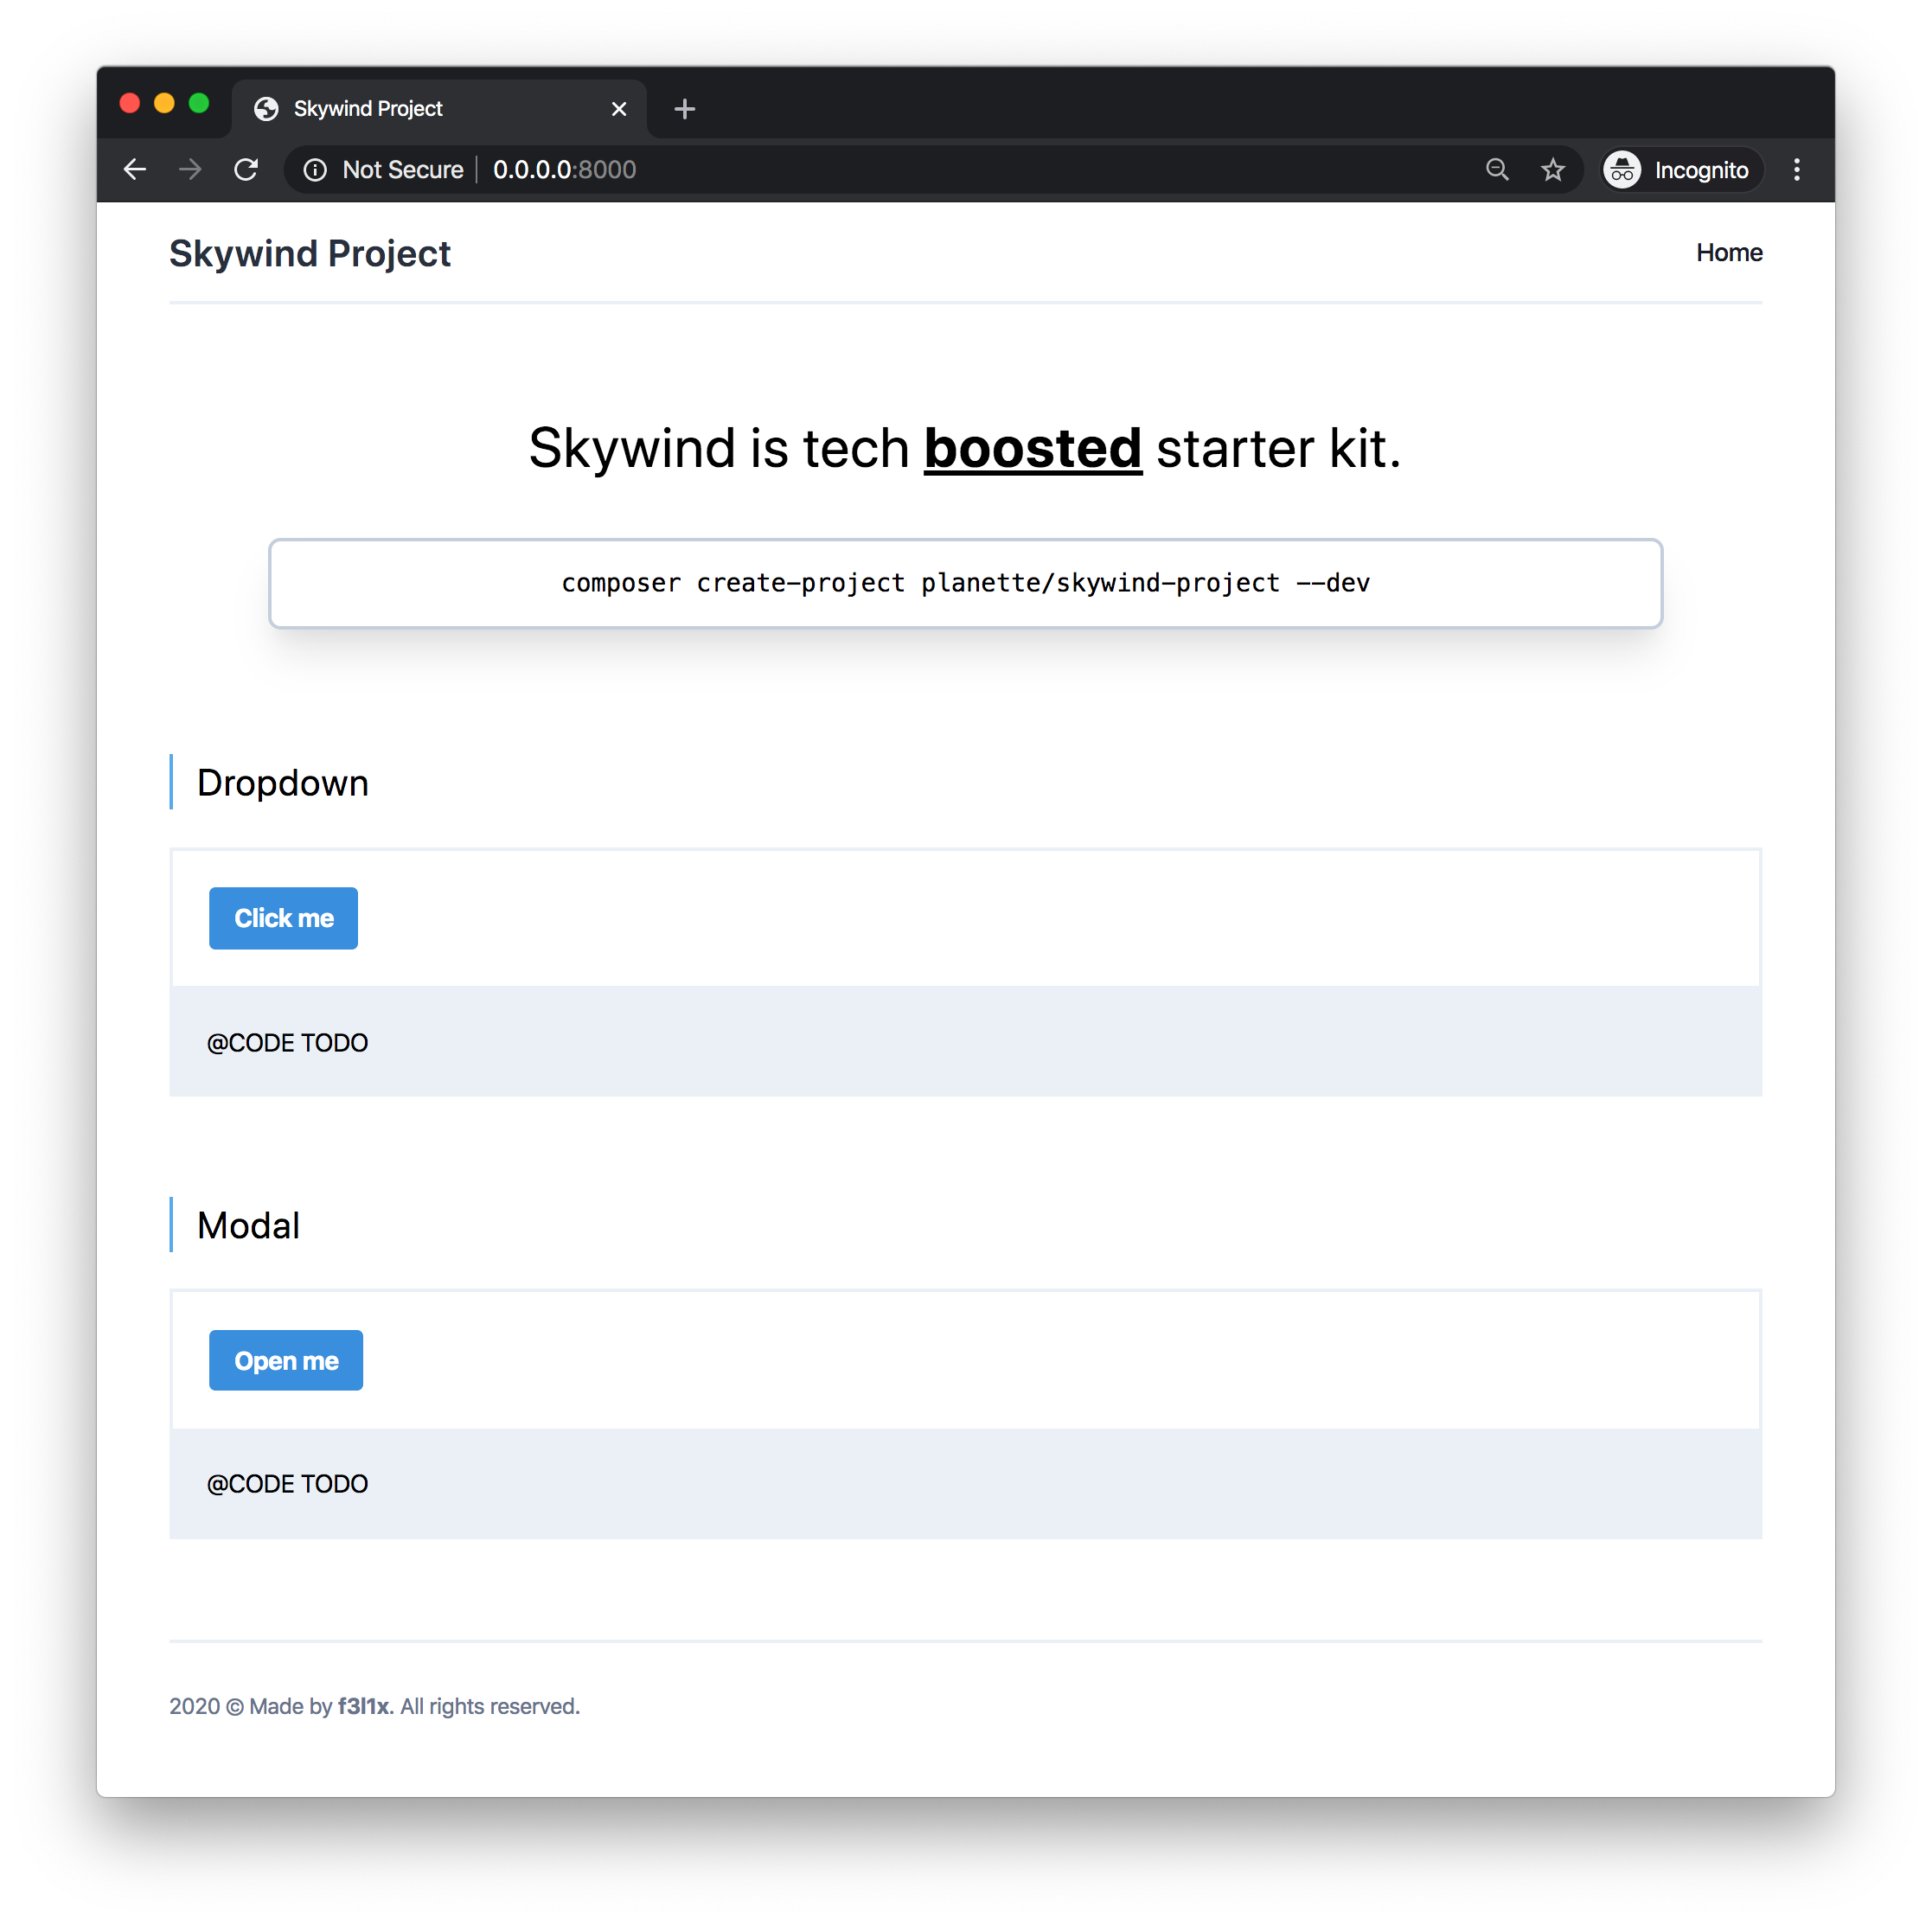 Skywind Project
Not Secure 0.0.0.0:8000 Incognito
Skywind Project Home
Skywind is tech boosted starter kit.
composer create-project planette/skywind-project --dev
Dropdown
Click me
@CODE TODO
Modal
Open me
@CODE TODO
2020 © Made by f3l1x. All rights reserved.